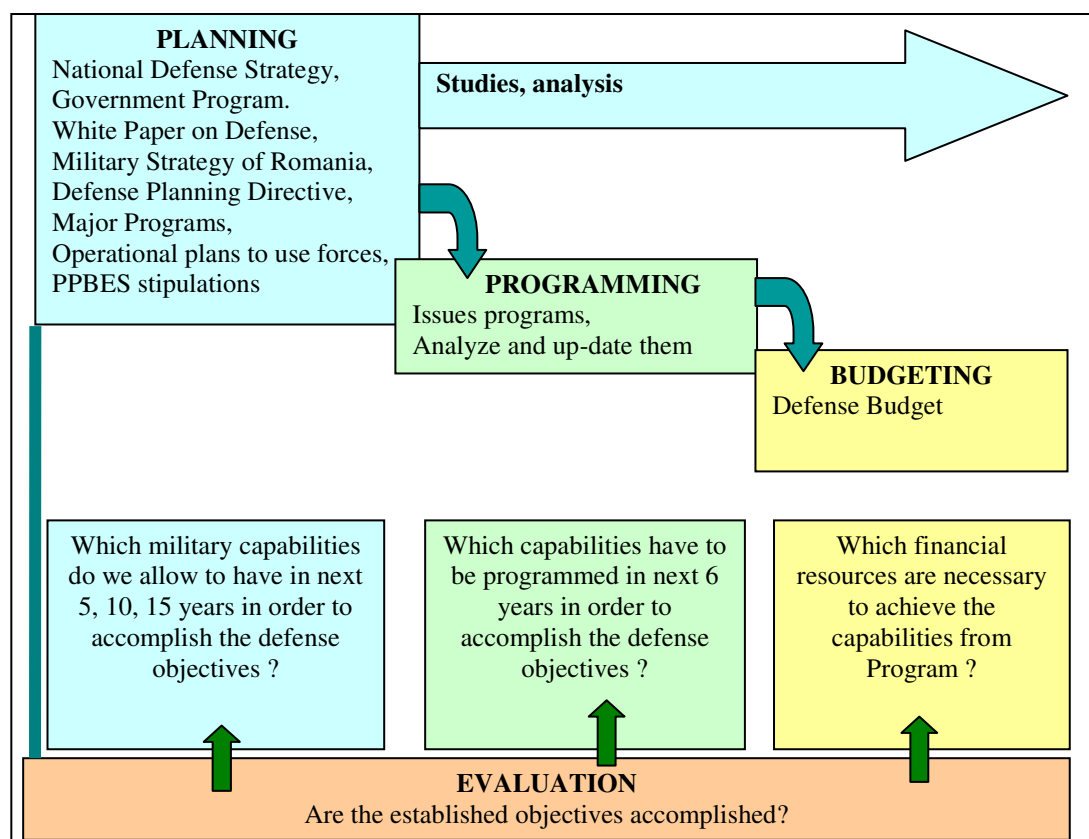 PLANNING
National Defense Strategy,
Government Program.
White Paper on Defense,
Military Strategy of Romania,
Defense Planning Directive,
Major Programs,
Operational plans to use forces,
PPBES stipulations
Studies, analysis
PROGRAMMING
Issues programs,
Analyze and up-date them
BUDGETING
Defense Budget
Which military capabilities
do we allow to have in next
5, 10, 15 years in order to
accomplish the defense
objectives ?
Which capabilities have to
be programmed in next 6
years in order to
accomplish the defense
objectives ?
Which financial
resources are necessary
to achieve the
capabilities from
Program ?
EVALUATION
Are the established objectives accomplished?